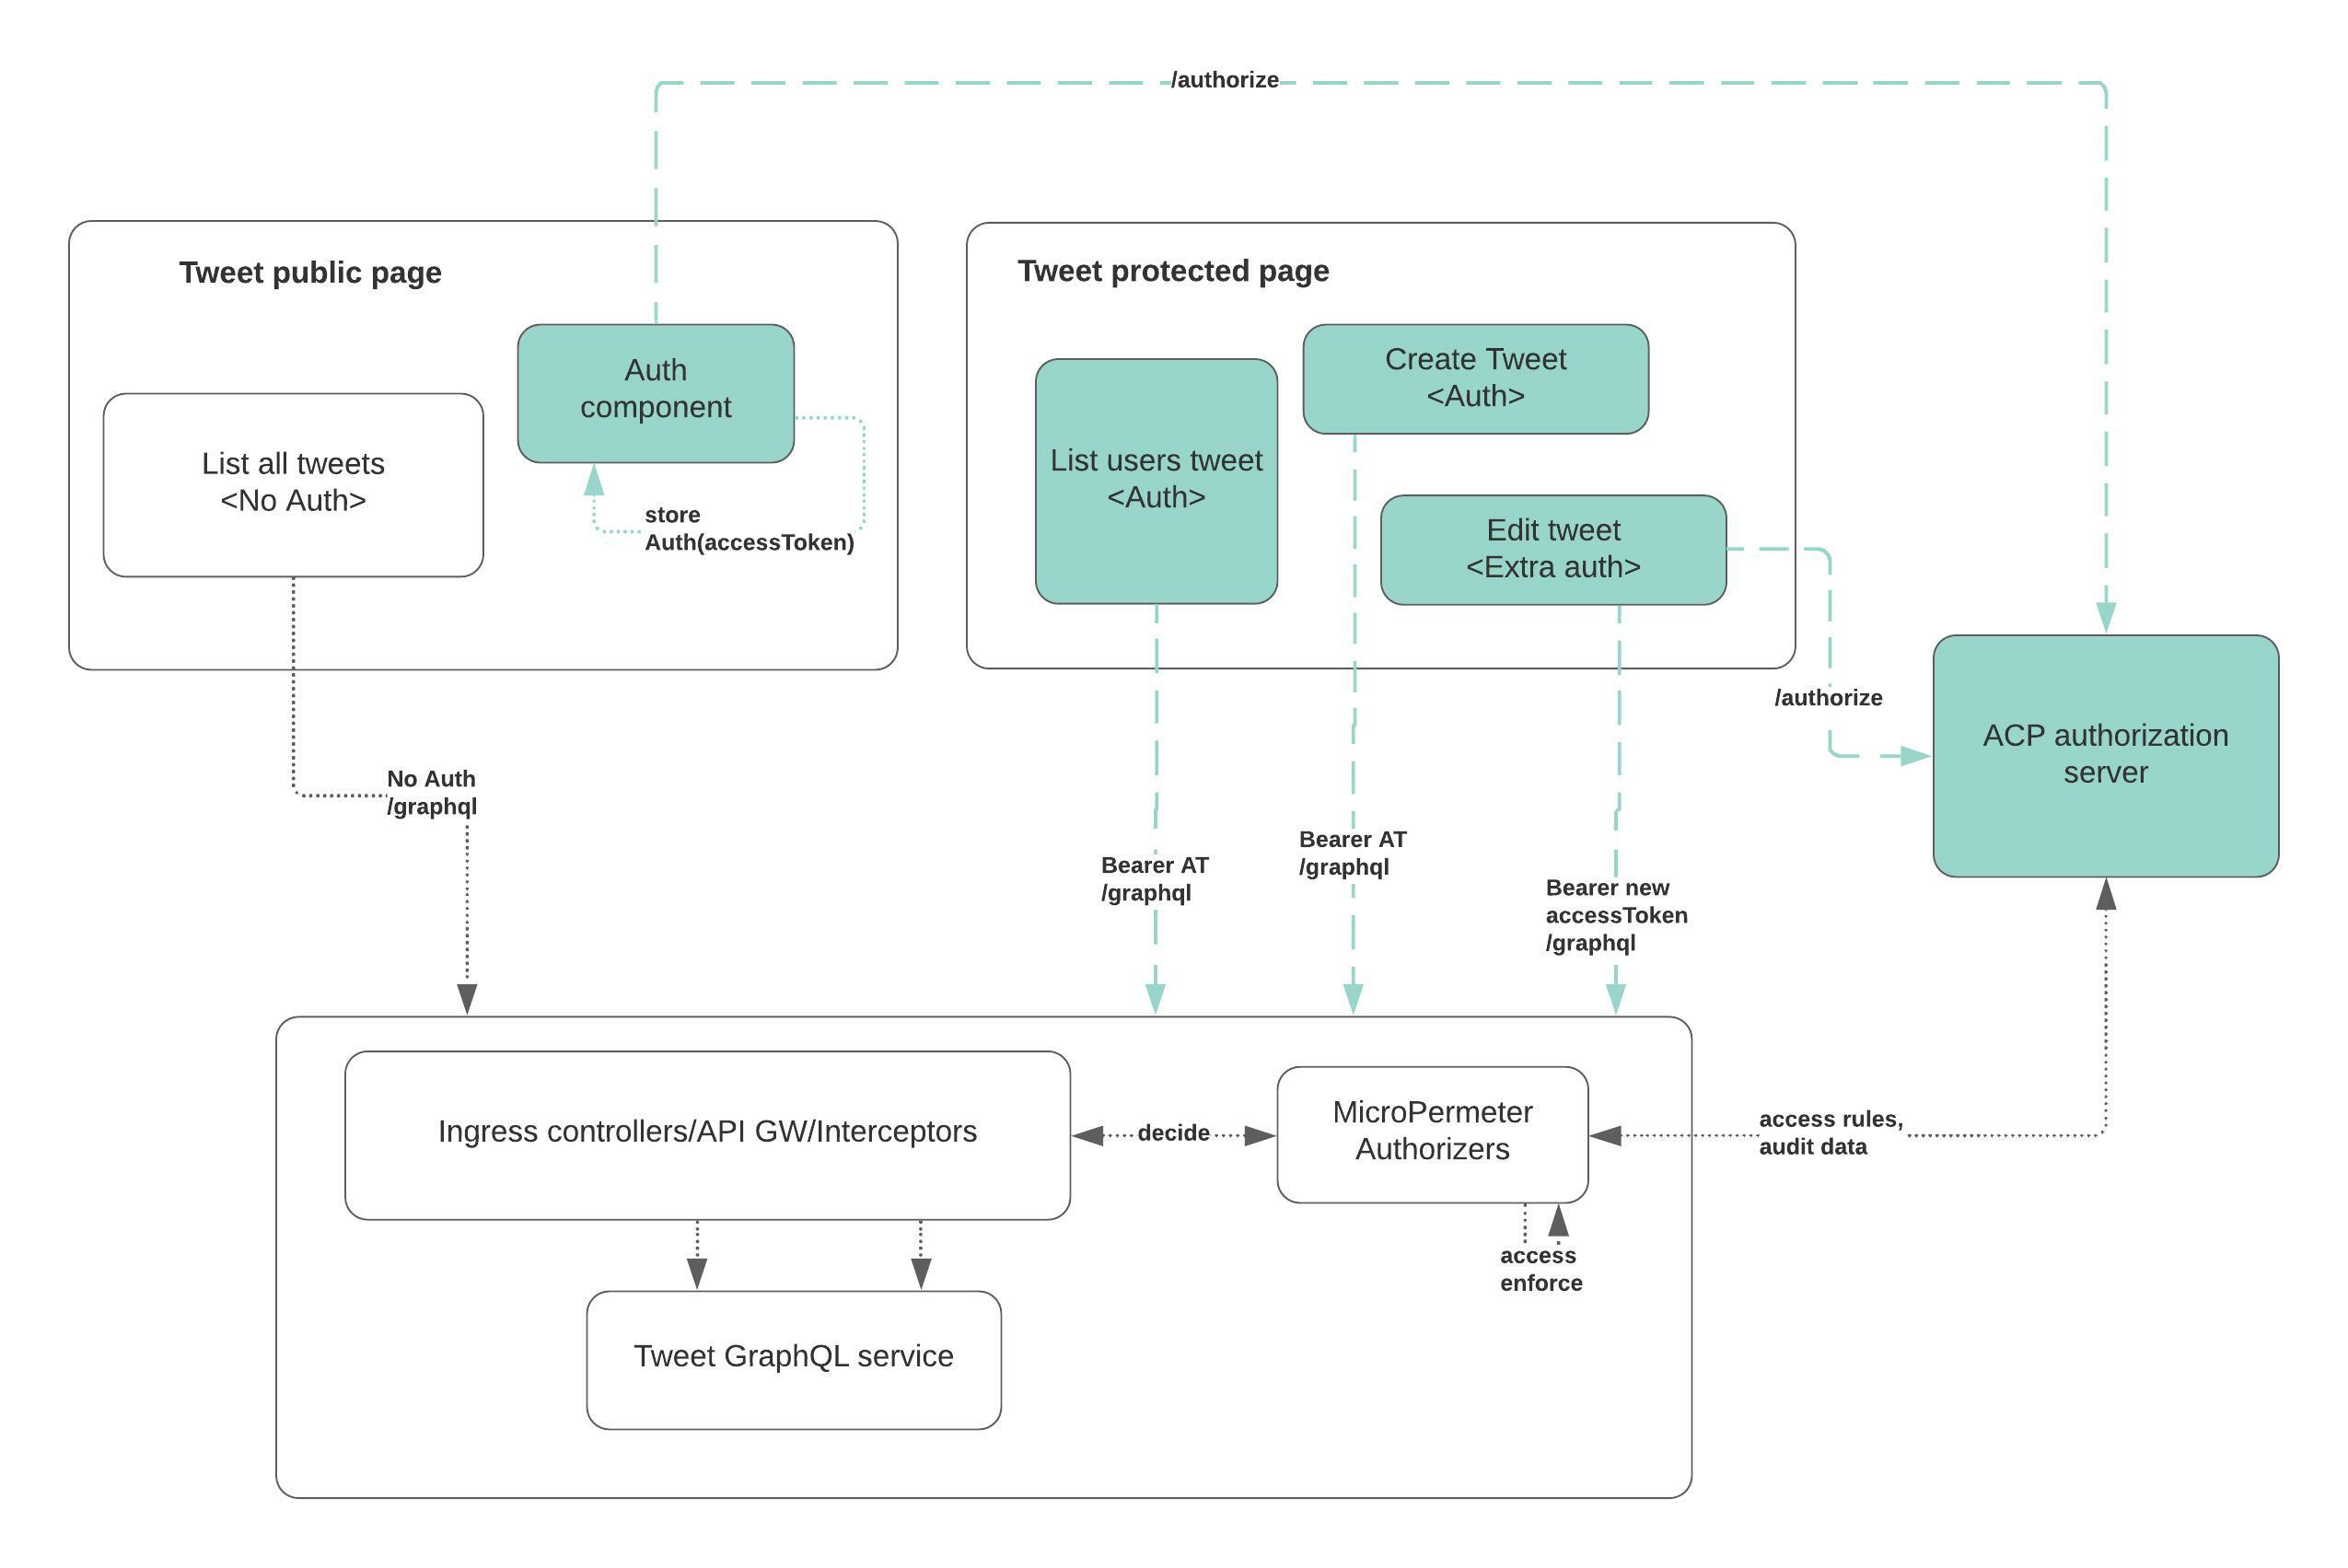 /authorize
Tweet public page
Auth
component
List all tweets
<No Auth>
store
Auth(accessToken)
Tweet protected page
Create Tweet
<Auth>
List users tweet
<Auth>
Edit tweet
<Extra auth>
/authorize
ACP authorization
server
No Auth
/graphql
Bearer AT
/graphql
Bearer AT
/graphql
Bearer new
accessToken
/graphql
Ingress controllers/API GW/Interceptors
decide
MicroPermeter
Authorizers
access rules,
audit data
access
enforce
Tweet GraphQL service